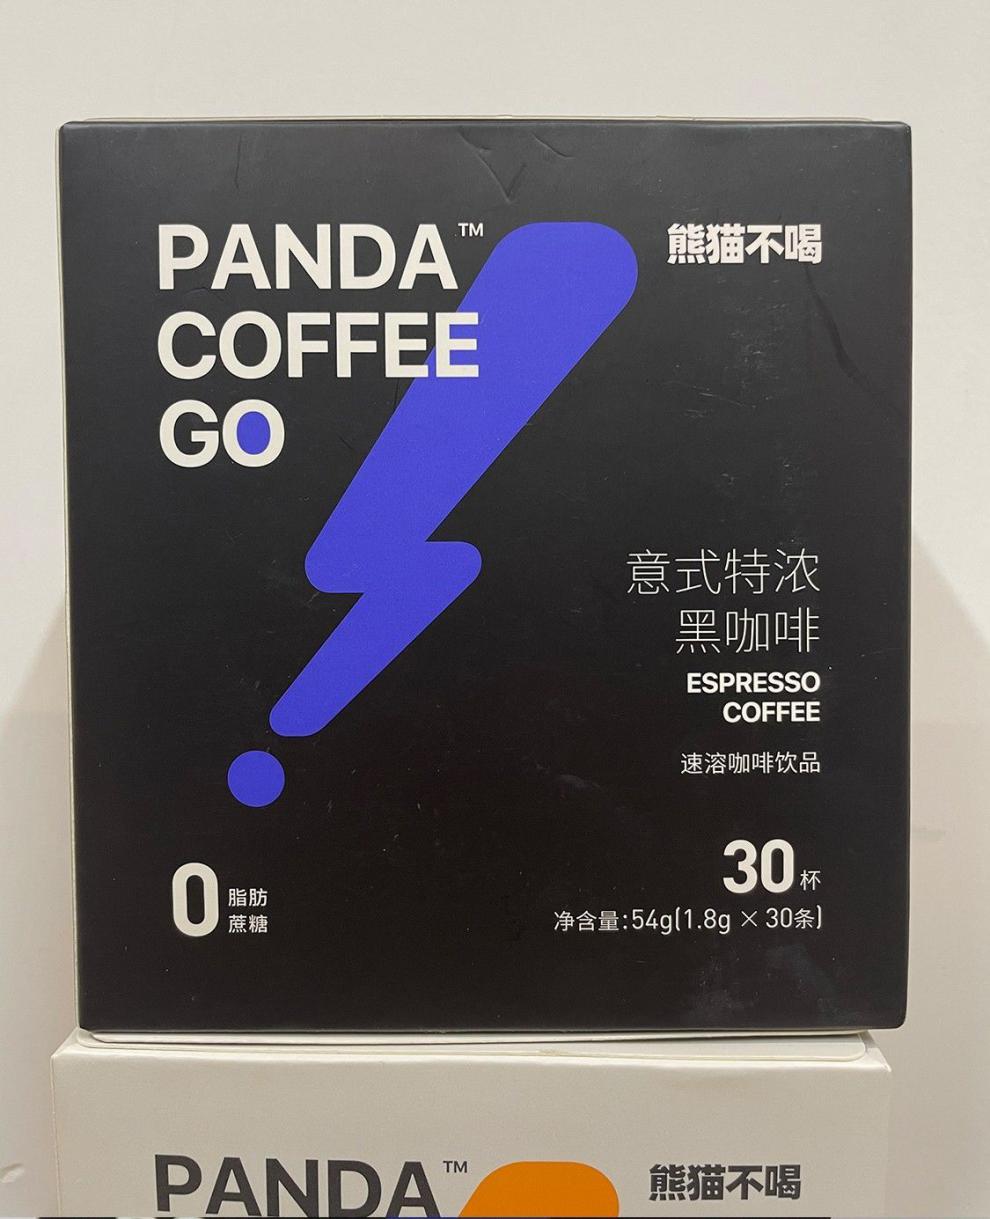 PANDA™
COFFEE
GO
熊猫不喝
意式特浓
黑咖啡
ESPRESSO
COFFEE
速溶咖啡饮品
0 脂肪
蔗糖
30杯
净含量:54g(1.8g × 30条)
PANDA™
熊猫不喝